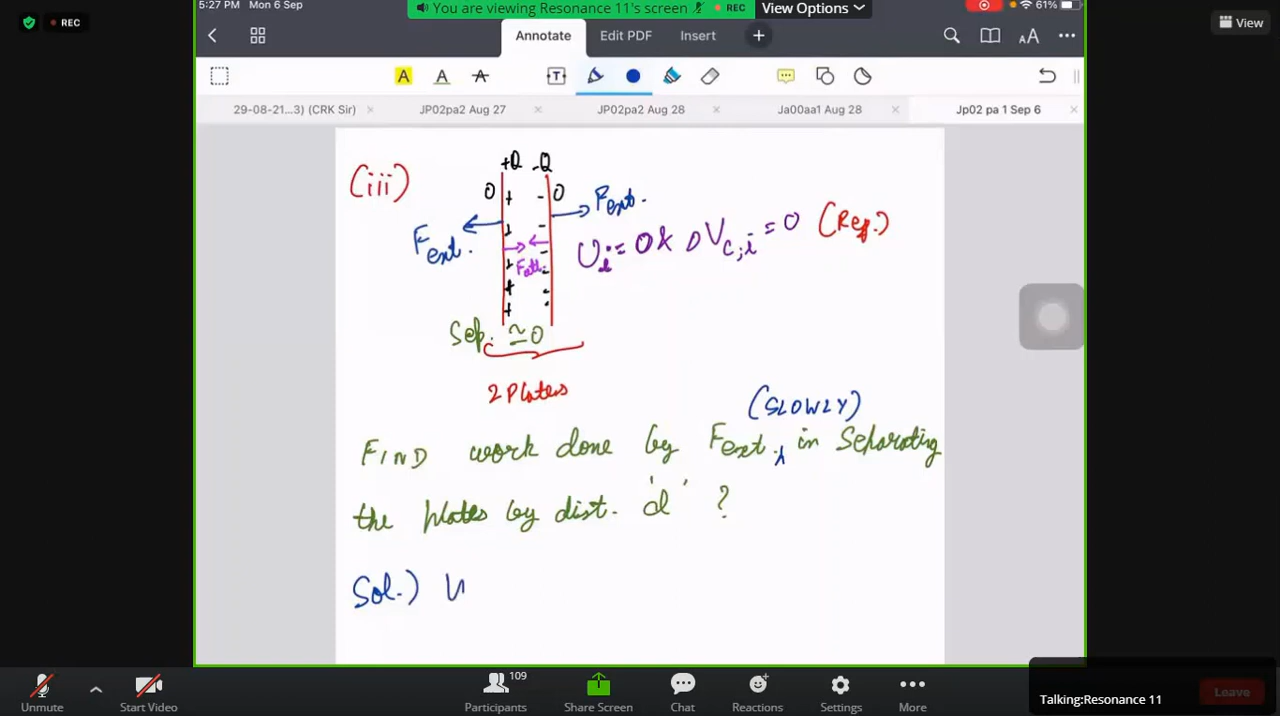 5:27 PM Mon 6 Sep
You are viewing Resonance 11's screen
REC
View Options
61%
REC
View
Annotate
Edit PDF
Insert
AA
A A A T
29-08-21...3) (CRK Sir)
JP02pa2 Aug 27
JP02pa2 Aug 28
Ja00aa1 Aug 28
Jp02 pa 1 Sep 6
(iii)
+Q -Q
0 0
Fext. Fext.
Fatt.
Ui = 0 & ΔVc,i = 0 (Ref.)
Sep. ≃ 0
2 Plates
(SLOWLY)
FIND work done by Fext. in Separating
the plates by dist. 'd' ?
Sol.)
Unmute
Start Video
109
Participants
Share Screen
Chat
Reactions
Settings
More
Talking: Resonance 11
Leave